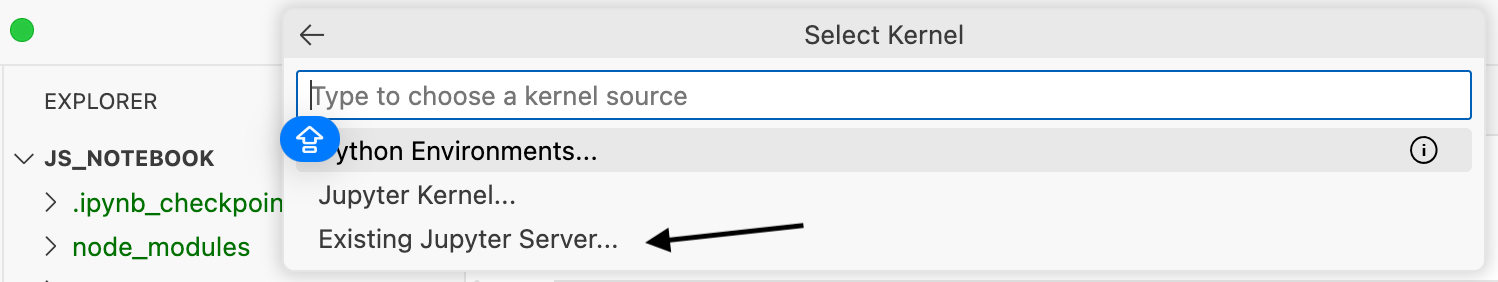 Select Kernel
Type to choose a kernel source
EXPLORER
JS_NOTEBOOK
ython Environments...
.ipynb_checkpoin
Jupyter Kernel...
node_modules
Existing Jupyter Server...